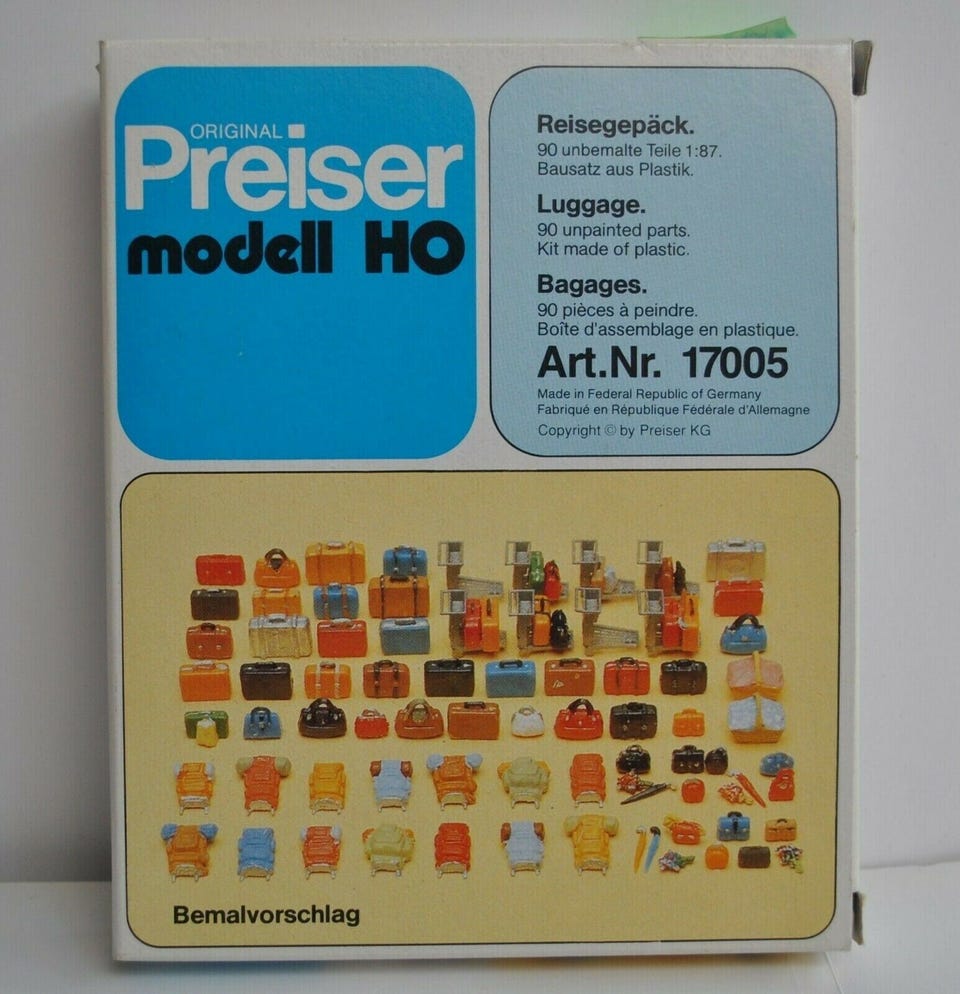 ORIGINAL
Preiser
modell HO
Reisegepäck.
90 unbemalte Teile 1:87.
Bausatz aus Plastik.
Luggage.
90 unpainted parts.
Kit made of plastic.
Bagages.
90 pièces à peindre.
Boîte d'assemblage en plastique.
Art.Nr. 17005
Made in Federal Republic of Germany
Fabriqué en République Fédérale d'Allemagne
Copyright © by Preiser KG
Bemalvorschlag